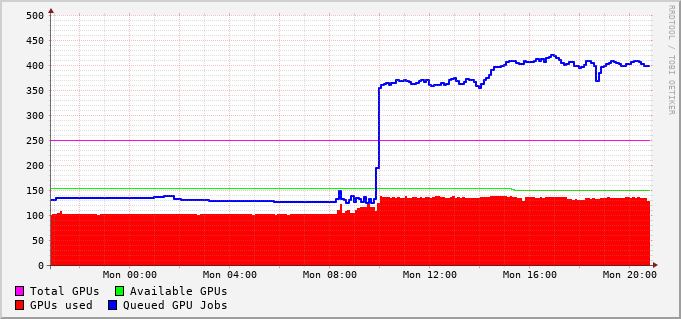 500
450
400
350
300
250
200
150
100
50
0
Mon 00:00 Mon 04:00 Mon 08:00 Mon 12:00 Mon 16:00 Mon 20:00
Total GPUs Available GPUs
GPUs used Queued GPU Jobs
RRDTOOL / TOBI OETIKER